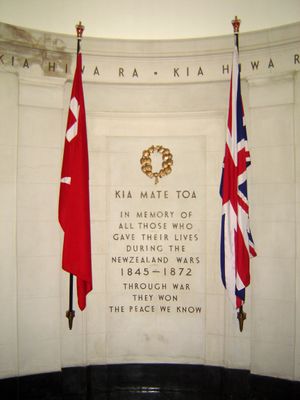 KIA HIWA RA · KIA HIWA RA
KIA MATE TOA
IN MEMORY OF
ALL THOSE WHO
GAVE THEIR LIVES
DURING THE
NEWZEALAND WARS
1845-1872
THROUGH WAR
THEY WON
THE PEACE WE KNOW